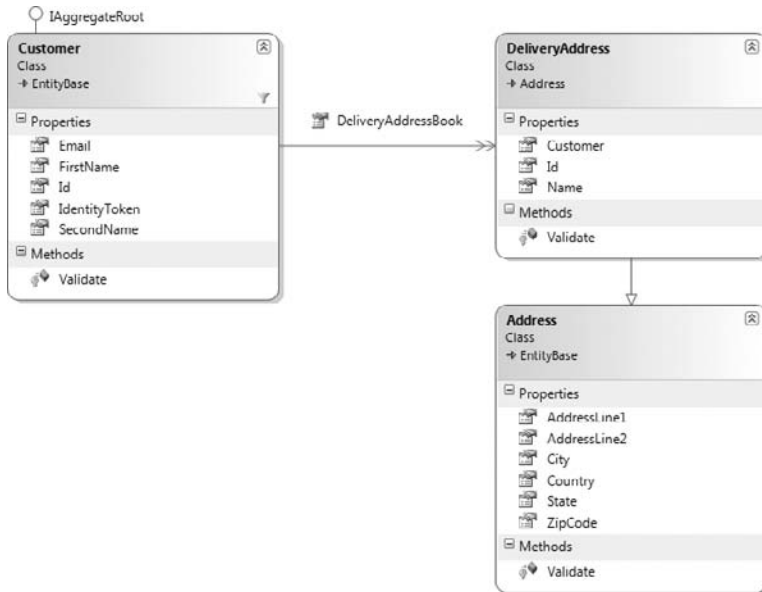 IAggregateRoot
Customer
Class
EntityBase
Properties
Email
FirstName
Id
IdentityToken
SecondName
Methods
Validate
DeliveryAddressBook
DeliveryAddress
Class
Address
Properties
Customer
Id
Name
Methods
Validate
Address
Class
EntityBase
Properties
AddressLine1
AddressLine2
City
Country
State
ZipCode
Methods
Validate